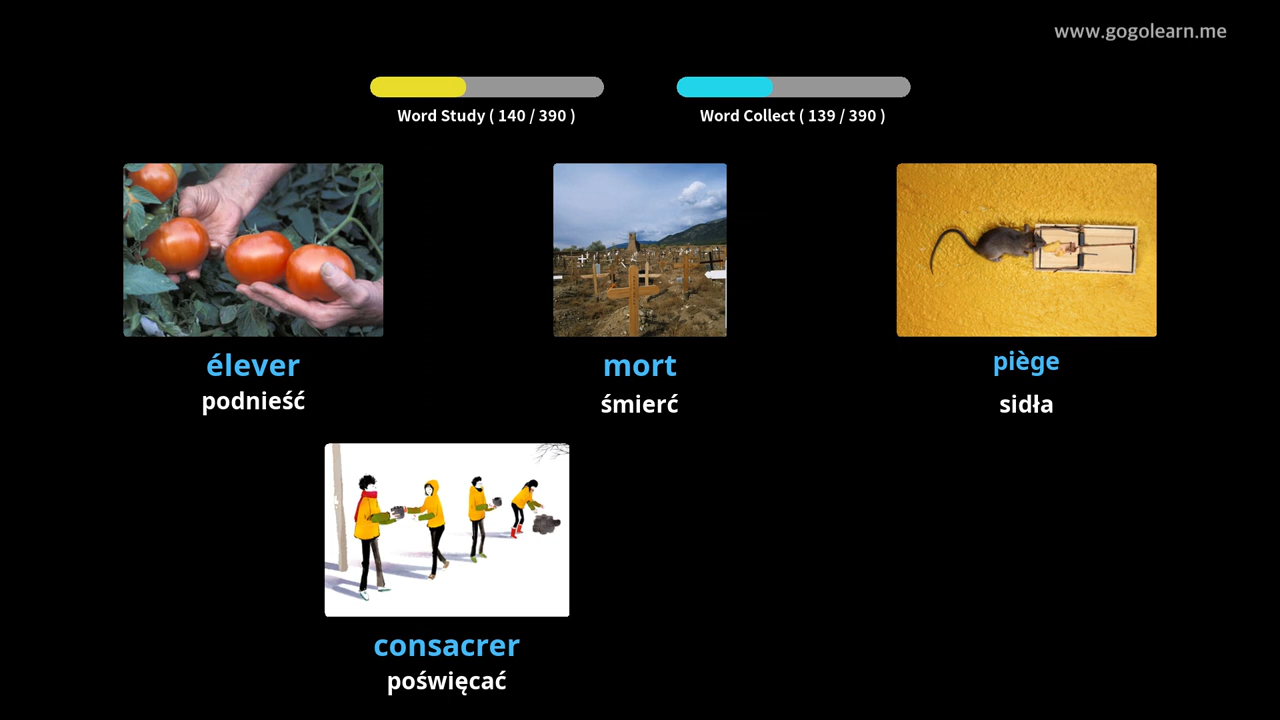 www.gogolearn.me
Word Study ( 140 / 390 )
Word Collect ( 139 / 390 )
élever
podnieść
mort
śmierć
piège
sidła
consacrer
poświęcać